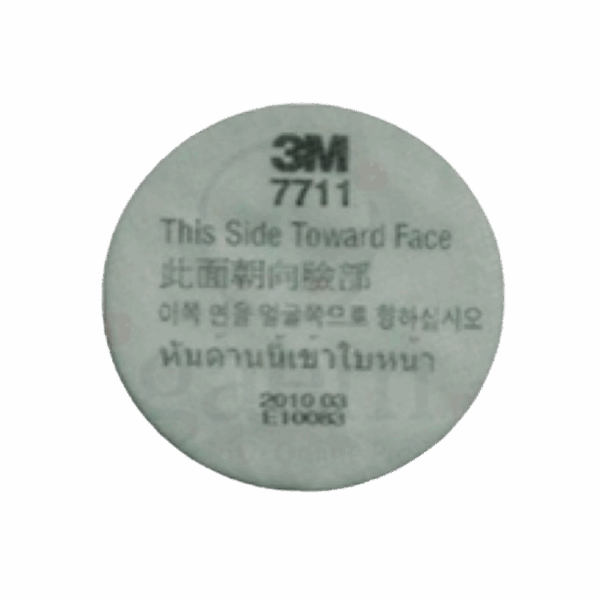 3M
7711
This Side Toward Face
此面朝向臉部
이쪽 면을 얼굴쪽으로 향하십시오
หันด้านนี้เข้าใบหน้า
2010 03
E10083